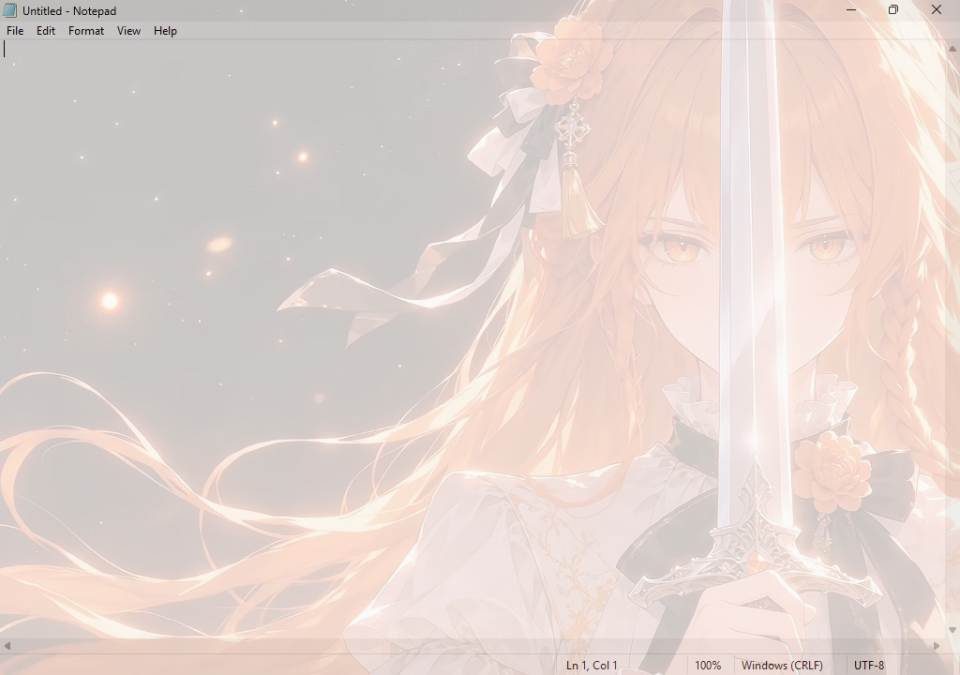 Untitled - Notepad
File Edit Format View Help
Ln 1, Col 1 100% Windows (CRLF) UTF-8